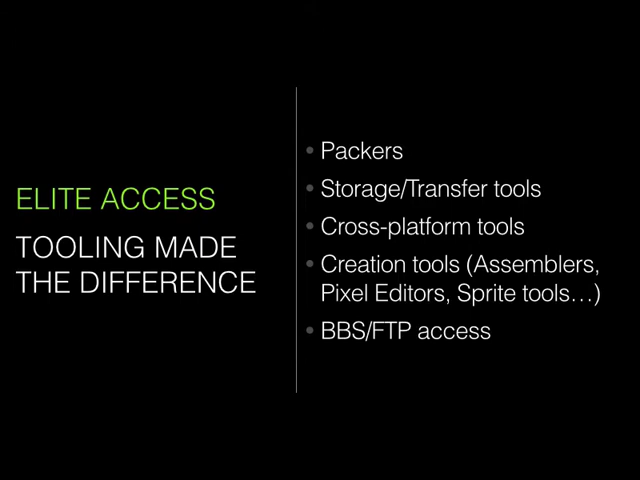 ELITE ACCESS
TOOLING MADE
THE DIFFERENCE
• Packers
• Storage/Transfer tools
• Cross-platform tools
• Creation tools (Assemblers,
Pixel Editors, Sprite tools…)
• BBS/FTP access